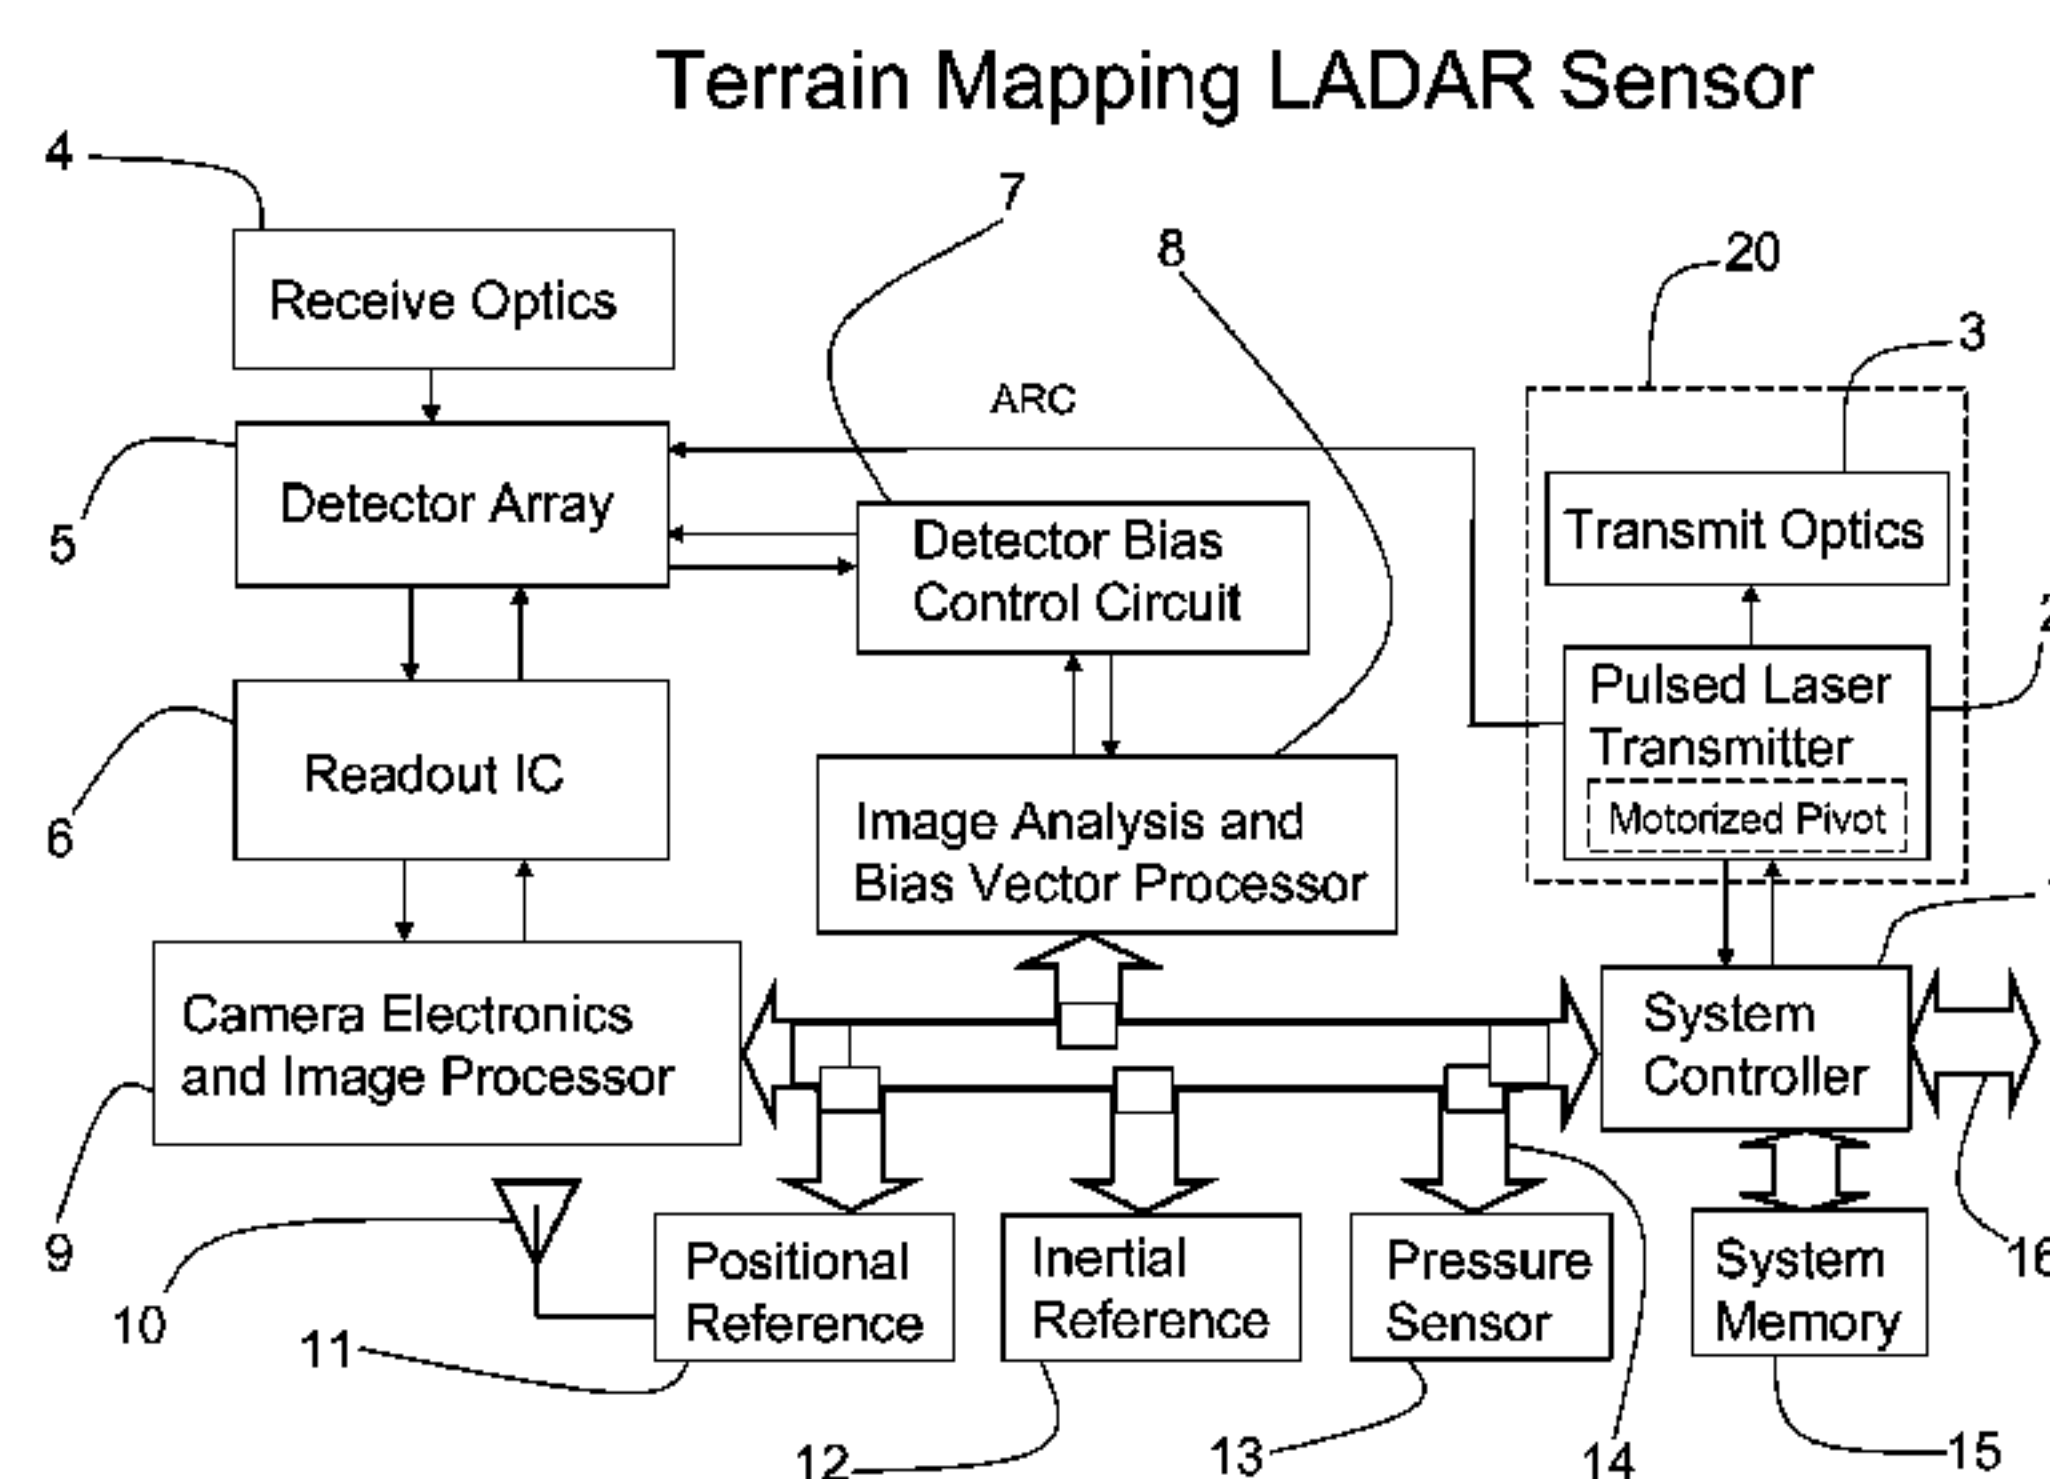 Terrain Mapping LADAR Sensor
4
7
8
20
3
Receive Optics
ARC
Detector Array
5
Detector Bias
Control Circuit
Transmit Optics
2
Pulsed Laser
Transmitter
Motorized Pivot
Readout IC
6
Image Analysis and
Bias Vector Processor
Camera Electronics
and Image Processor
System
Controller
9
10
11
Positional
Reference
Inertial
Reference
Pressure
Sensor
System
Memory
16
12
13
14
15